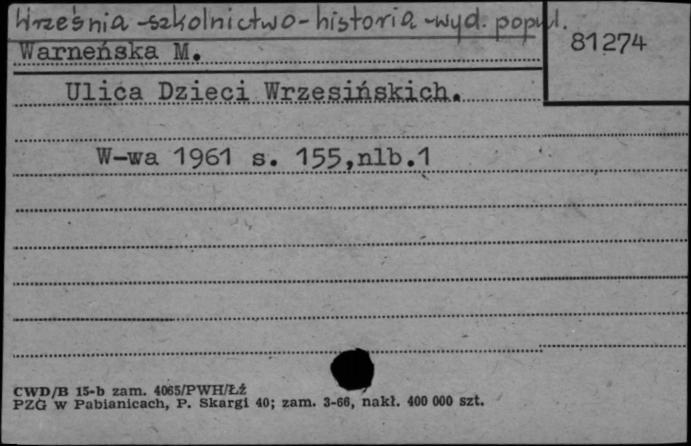 Września - szkolnictwo - historia - wyd. popul.
81274
Warneńska M.
Ulica Dzieci Wrzesińskich.
W-wa 1961 s. 155,nlb.1
CWD/B 15-b zam. 4065/PWH/Łź
PZG w Pabianicach, P. Skargi 40; zam. 3-66, nakł. 400 000 szt.